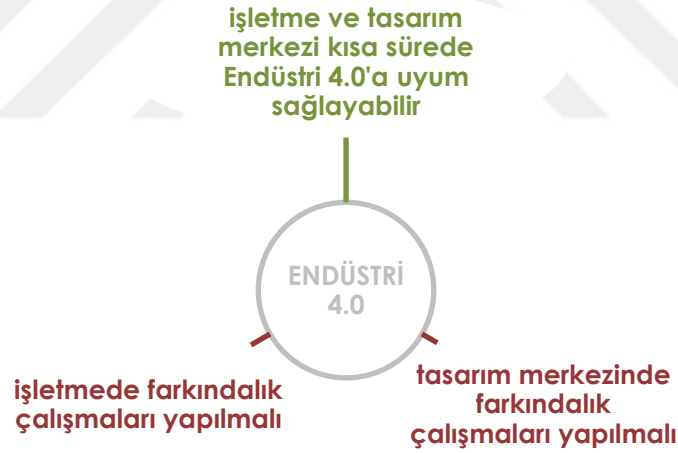 işletme ve tasarım
merkezi kısa sürede
Endüstri 4.0'a uyum
sağlayabilir
ENDÜSTRİ
4.0
işletmede farkındalık
çalışmaları yapılmalı
tasarım merkezinde
farkındalık
çalışmaları yapılmalı